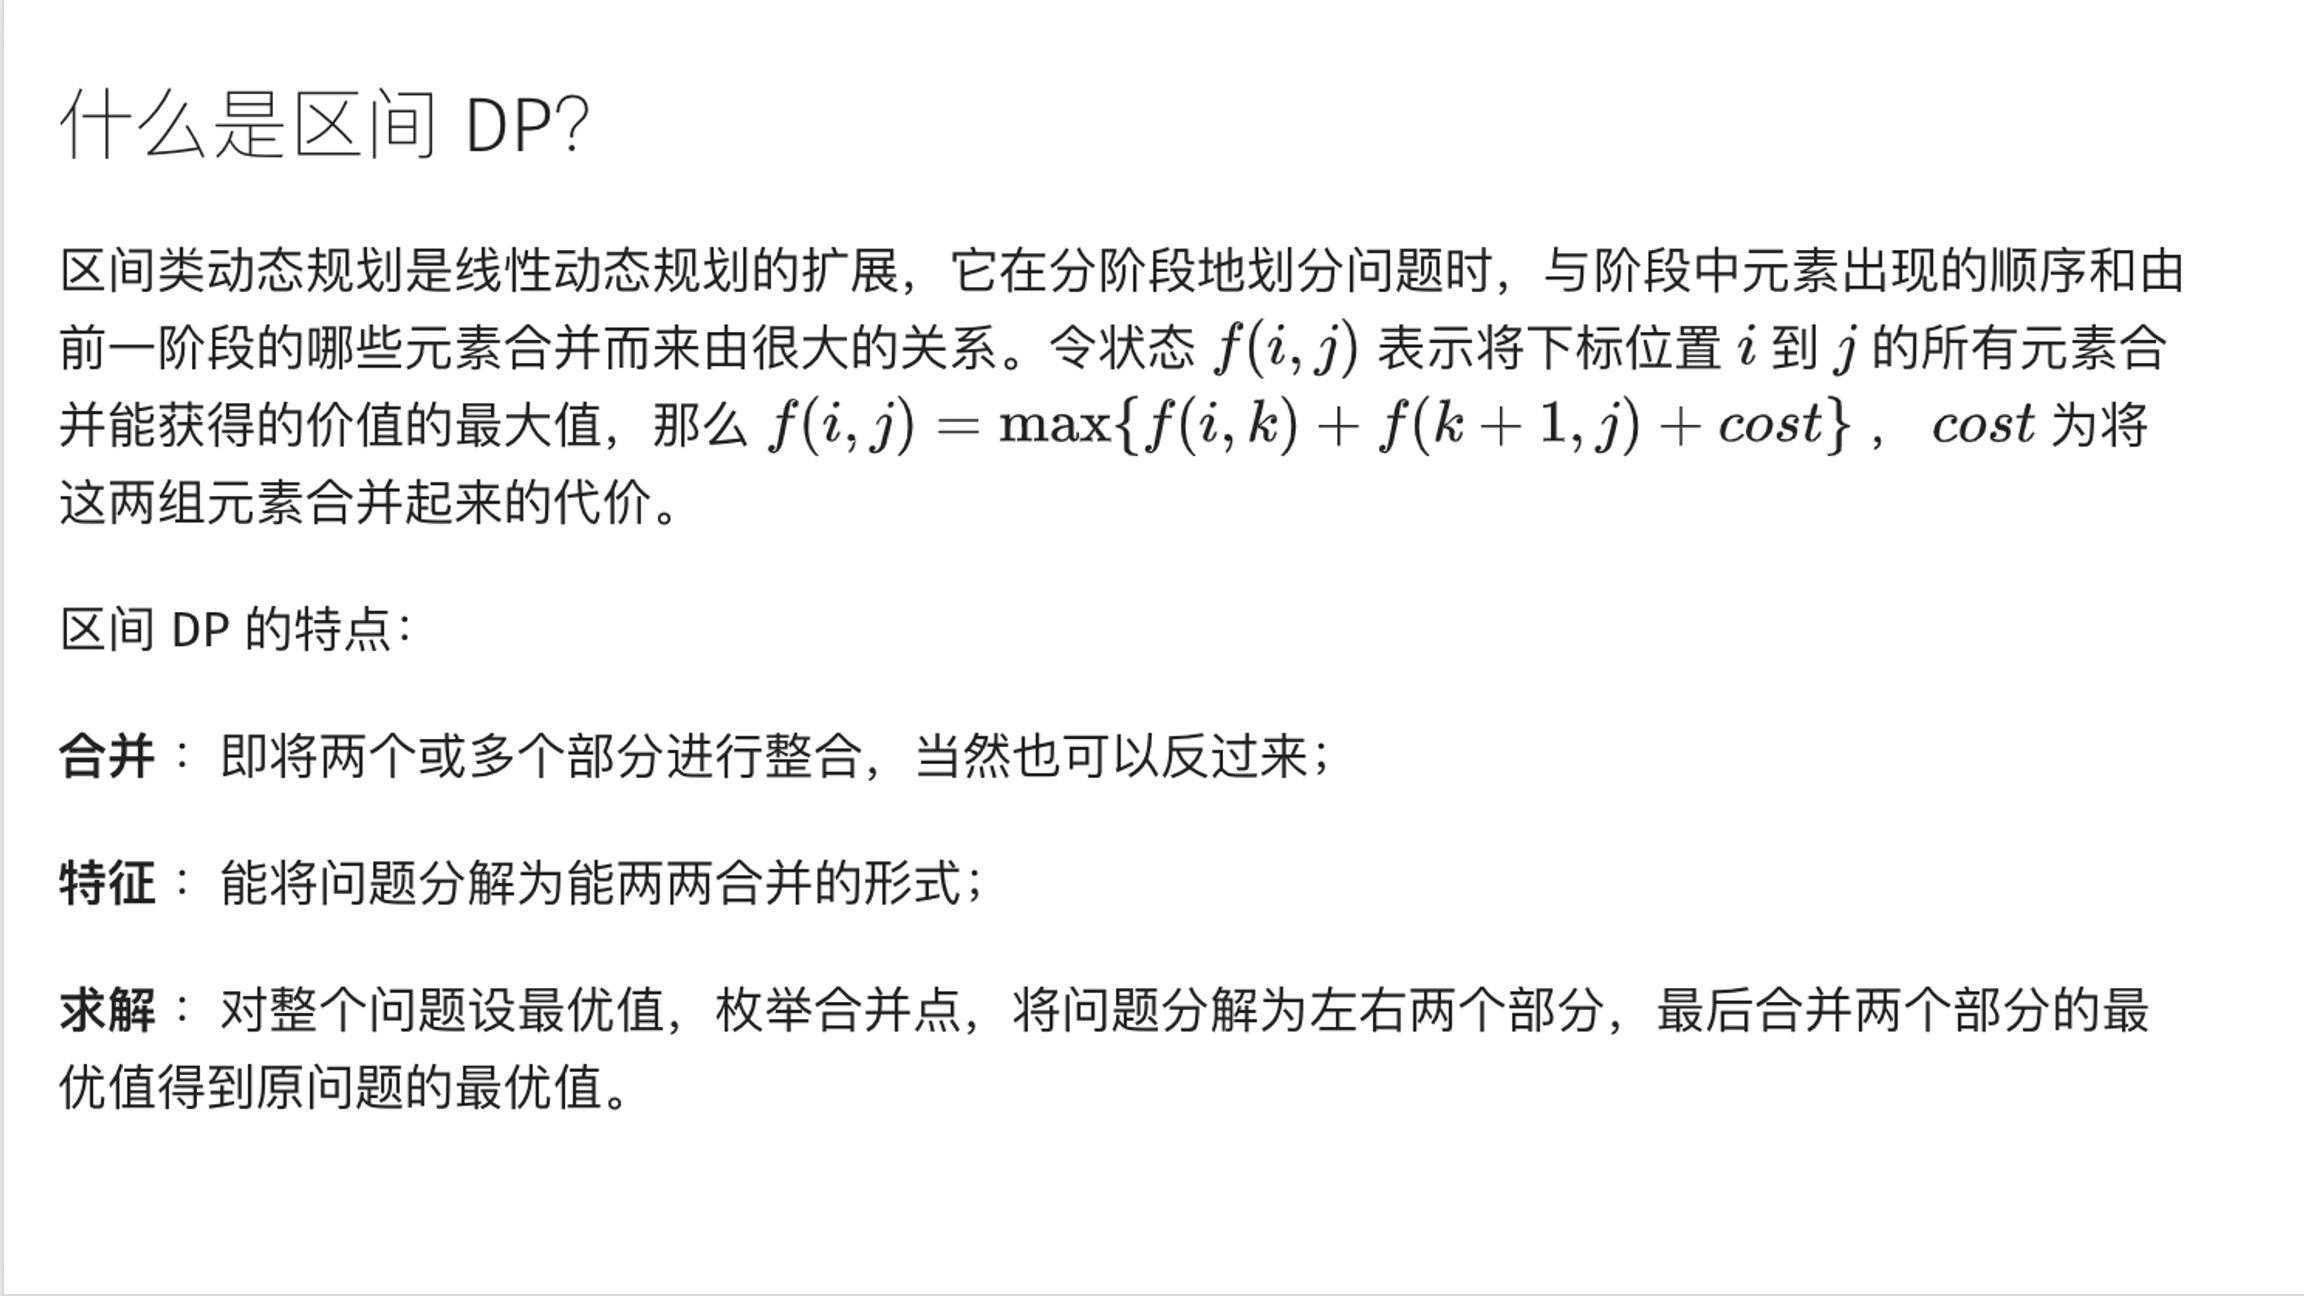 什么是区间 DP？
区间类动态规划是线性动态规划的扩展，它在分阶段地划分问题时，与阶段中元素出现的顺序和由
前一阶段的哪些元素合并而来由很大的关系。令状态 f(i, j) 表示将下标位置 i 到 j 的所有元素合
并能获得的价值的最大值，那么 f(i, j) = max{f(i, k) + f(k + 1, j) + cost} ， cost 为将
这两组元素合并起来的代价。
区间 DP 的特点：
合并 ：即将两个或多个部分进行整合，当然也可以反过来；
特征 ：能将问题分解为能两两合并的形式；
求解 ：对整个问题设最优值，枚举合并点，将问题分解为左右两个部分，最后合并两个部分的最
优值得到原问题的最优值。